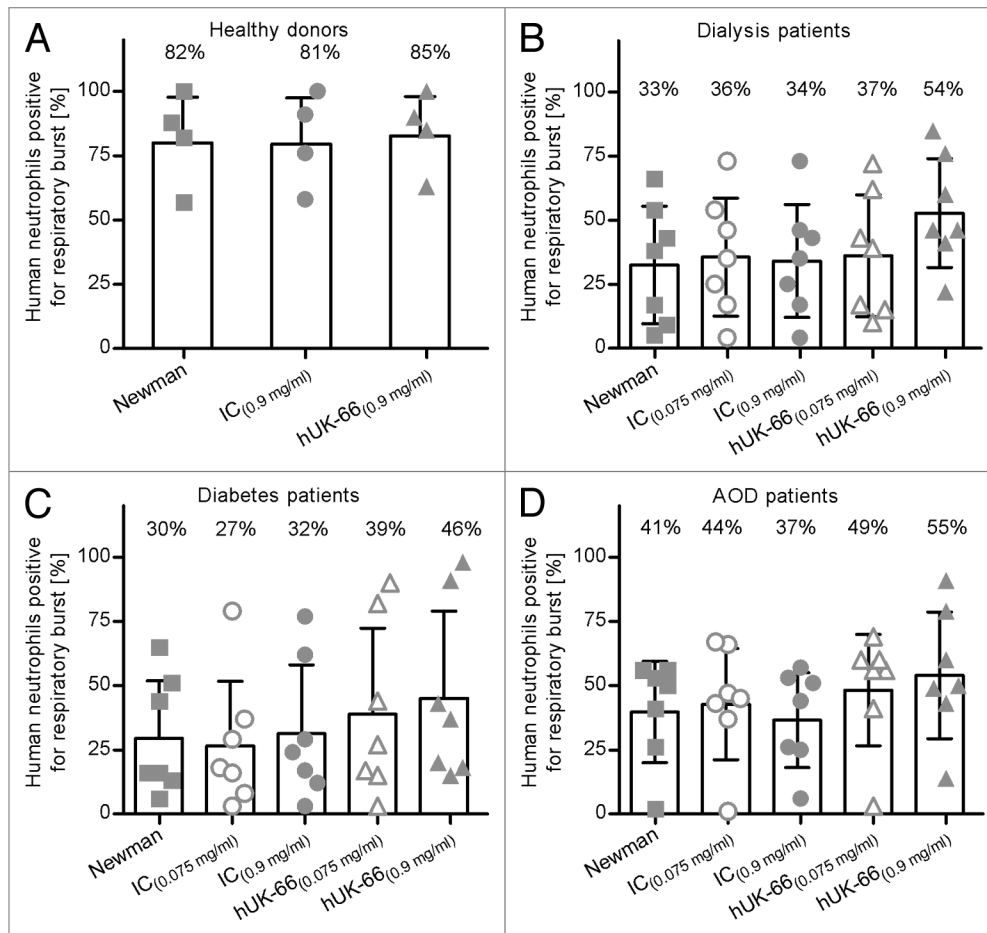 A
Healthy donors
82% 81% 85%
Human neutrophils positive
for respiratory burst [%]
100
75
50
25
0
Newman
IC(0.9 mg/ml)
hUK-66(0.9 mg/ml)
B
Dialysis patients
33% 36% 34% 37% 54%
Human neutrophils positive
for respiratory burst [%]
100
75
50
25
0
Newman
IC(0.075 mg/ml)
IC(0.9 mg/ml)
hUK-66(0.075 mg/ml)
hUK-66(0.9 mg/ml)
C
Diabetes patients
30% 27% 32% 39% 46%
Human neutrophils positive
for respiratory burst [%]
100
75
50
25
0
Newman
IC(0.075 mg/ml)
IC(0.9 mg/ml)
hUK-66(0.075 mg/ml)
hUK-66(0.9 mg/ml)
D
AOD patients
41% 44% 37% 49% 55%
Human neutrophils positive
for respiratory burst [%]
100
75
50
25
0
Newman
IC(0.075 mg/ml)
IC(0.9 mg/ml)
hUK-66(0.075 mg/ml)
hUK-66(0.9 mg/ml)